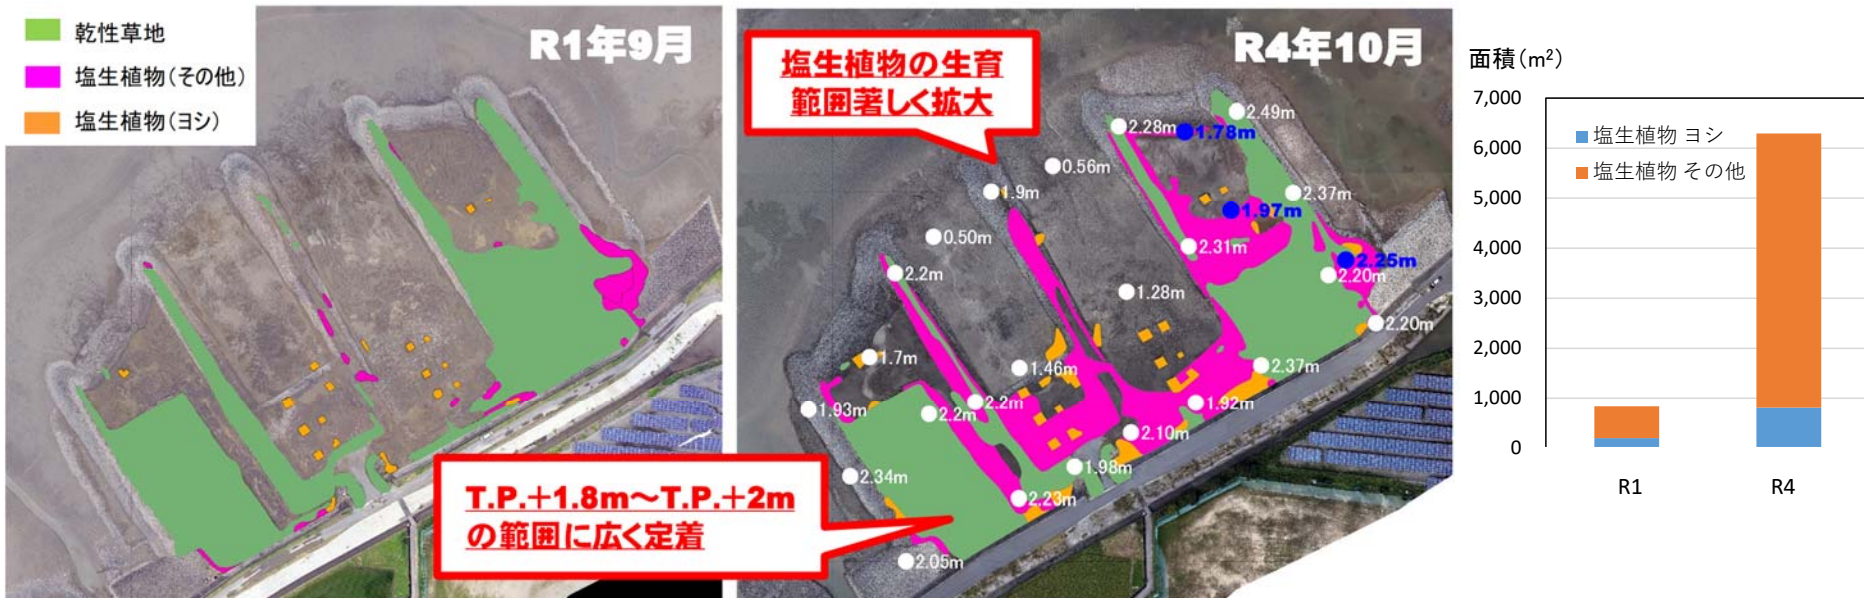 乾性草地
塩生植物(その他)
塩生植物(ヨシ)
R1年9月
R4年10月
塩生植物の生育
範囲著しく拡大
2.49m
2.28m
1.78m
0.56m
1.9m
2.37m
1.97m
0.50m
2.31m
2.25m
2.2m
2.20m
1.28m
2.20m
1.7m
1.46m
2.37m
2.2m
1.92m
1.93m
2.2m
2.10m
1.98m
2.34m
2.23m
2.05m
T.P.+1.8m~T.P.+2m
の範囲に広く定着
面積(m²)
7,000
6,000
5,000
4,000
3,000
2,000
1,000
0
塩生植物 ヨシ
塩生植物 その他
R1
R4